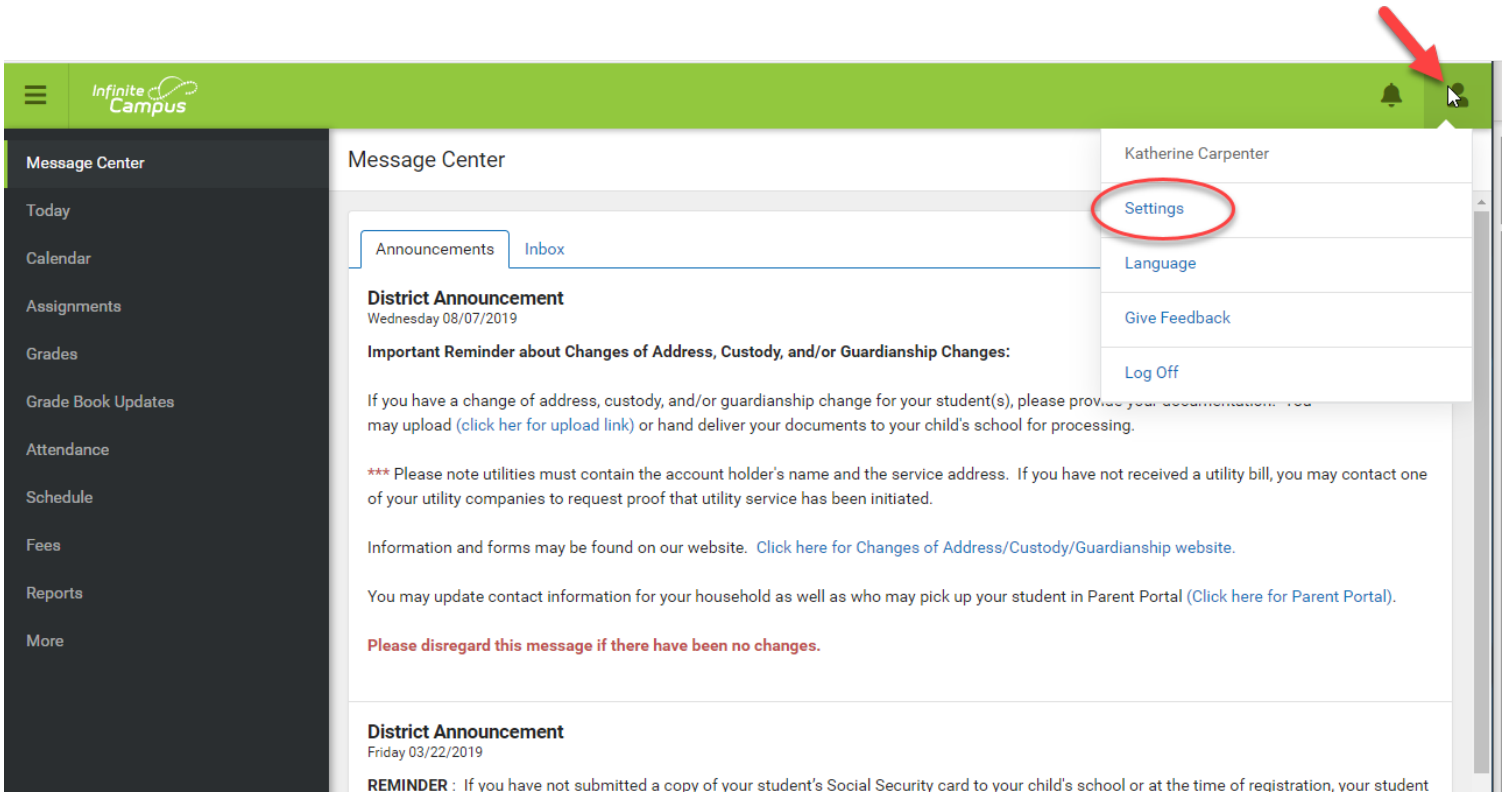 Infinite
Campus
Message Center
Today
Calendar
Assignments
Grades
Grade Book Updates
Attendance
Schedule
Fees
Reports
More
Message Center
Katherine Carpenter
Settings
Language
Give Feedback
Log Off
Announcements Inbox
District Announcement
Wednesday 08/07/2019
Important Reminder about Changes of Address, Custody, and/or Guardianship Changes:
If you have a change of address, custody, and/or guardianship change for your student(s), please provide your documentation. You
may upload (click her for upload link) or hand deliver your documents to your child's school for processing.
*** Please note utilities must contain the account holder's name and the service address. If you have not received a utility bill, you may contact one
of your utility companies to request proof that utility service has been initiated.
Information and forms may be found on our website. Click here for Changes of Address/Custody/Guardianship website.
You may update contact information for your household as well as who may pick up your student in Parent Portal (Click here for Parent Portal).
Please disregard this message if there have been no changes.
District Announcement
Friday 03/22/2019
REMINDER : If you have not submitted a copy of your student's Social Security card to your child's school or at the time of registration, your student